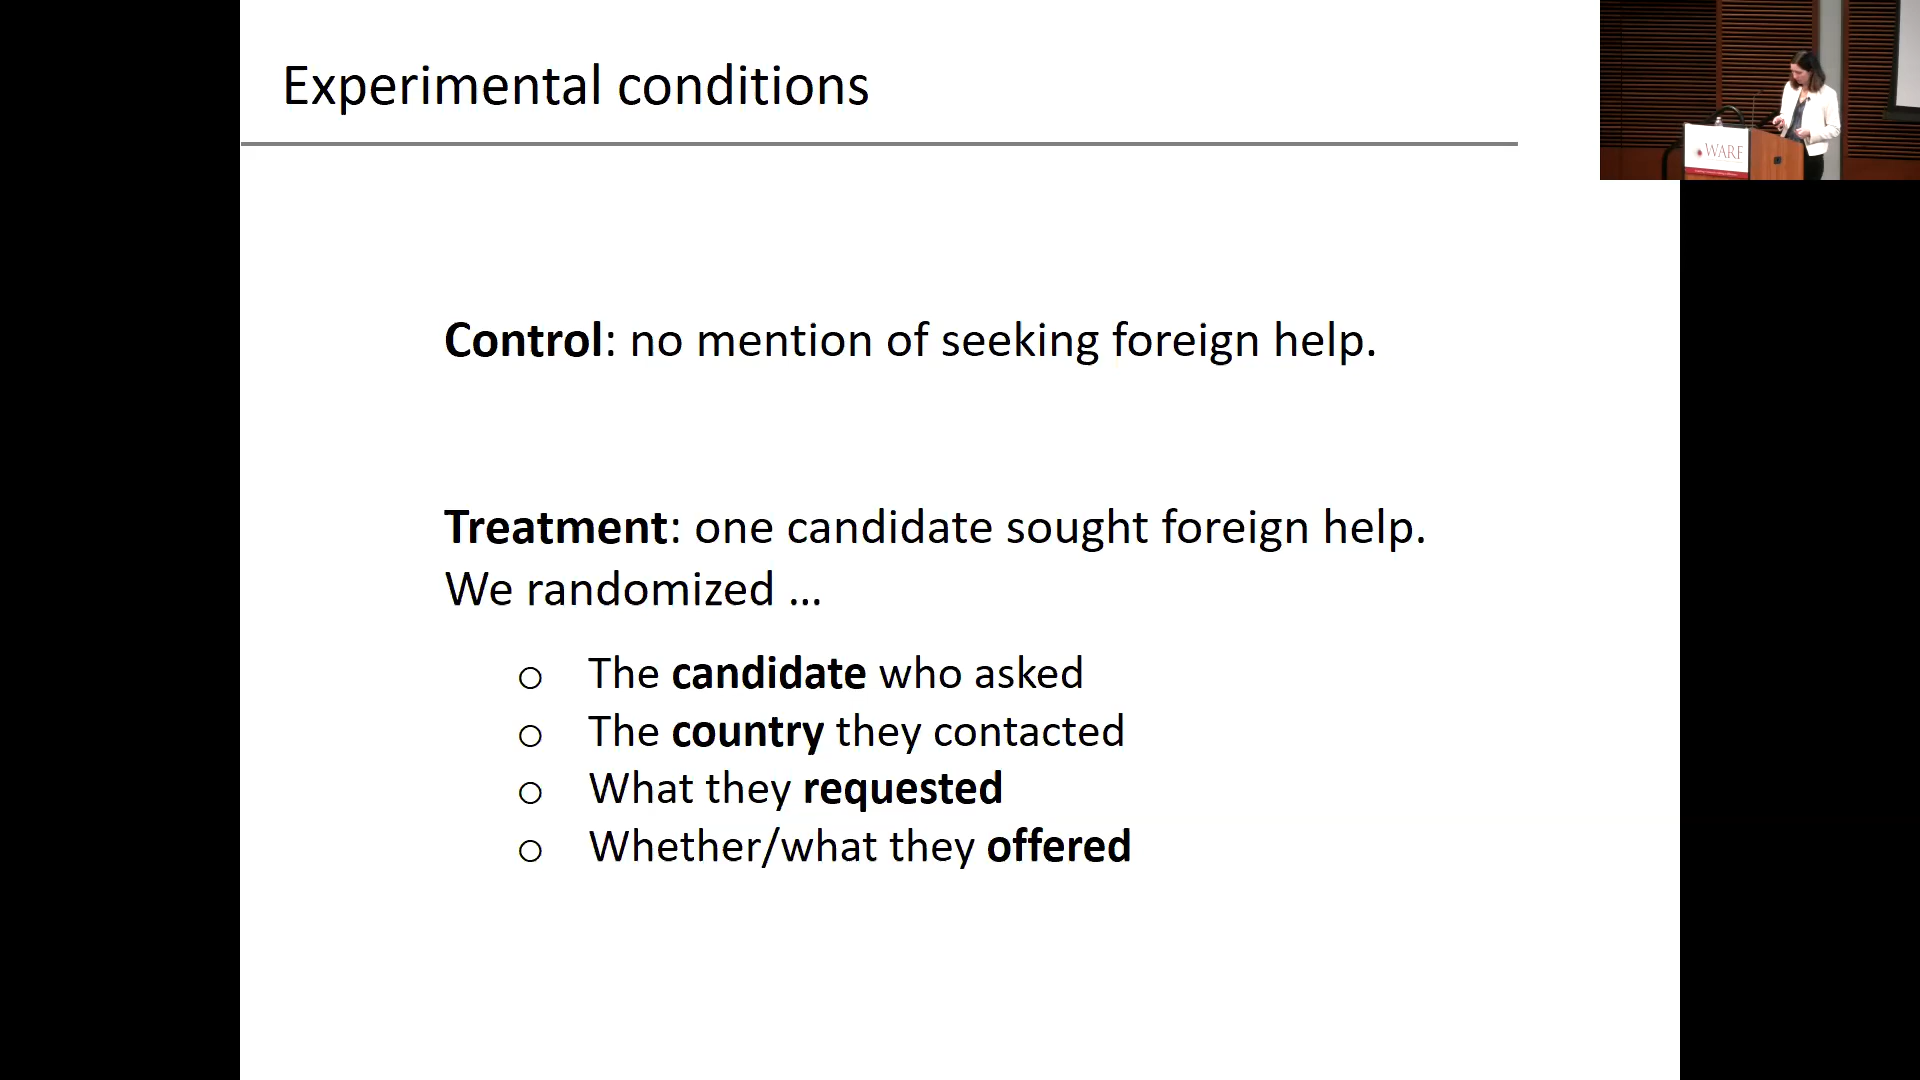 Experimental conditions
WARF
Control: no mention of seeking foreign help.
Treatment: one candidate sought foreign help.
We randomized ...
o The candidate who asked
o The country they contacted
o What they requested
o Whether/what they offered